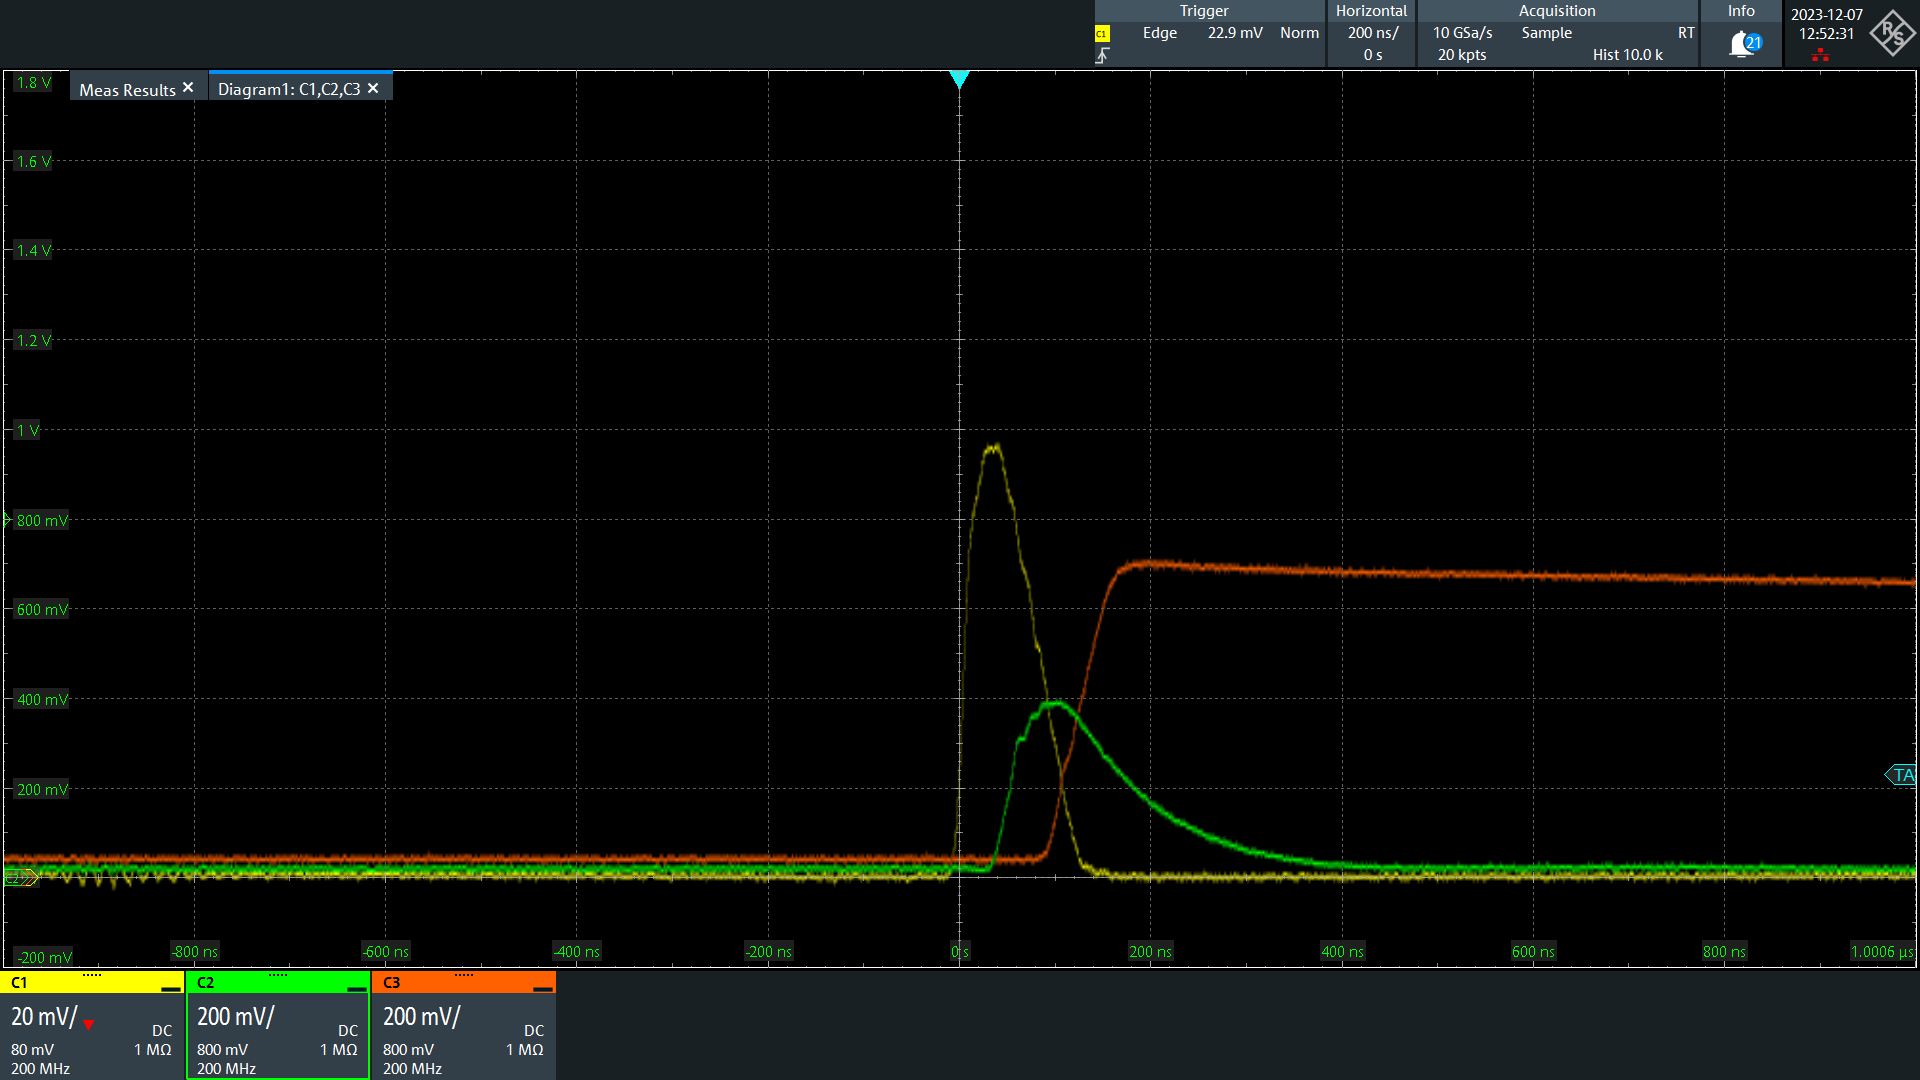 Trigger
C1 Edge 22.9 mV Norm
Horizontal
200 ns/
0 s
Acquisition
10 GSa/s Sample RT
20 kpts Hist 10.0 k
Info
21
2023-12-07
12:52:31
R S
Meas Results ✕
Diagram1: C1,C2,C3 ✕
1.8 V
1.6 V
1.4 V
1.2 V
1 V
800 mV
600 mV
400 mV
200 mV
-200 mV
TA
C2
-800 ns
-600 ns
-400 ns
-200 ns
0 s
200 ns
400 ns
600 ns
800 ns
1.0006 µs
C1
20 mV/
DC
80 mV 1 MΩ
200 MHz
C2
200 mV/
DC
800 mV 1 MΩ
200 MHz
C3
200 mV/
DC
800 mV 1 MΩ
200 MHz